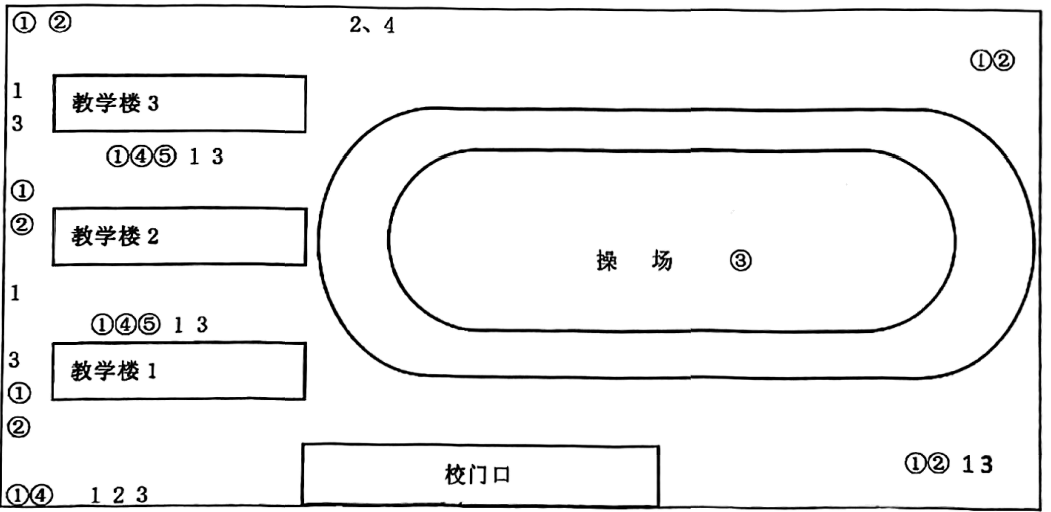 ① ② 2、4
①②
1
教学楼 3
3
①④⑤ 1 3
①
②
教学楼 2
操 场 ③
1
①④⑤ 1 3
3
教学楼 1
①
②
①② 1 3
校门口
①④ 1 2 3